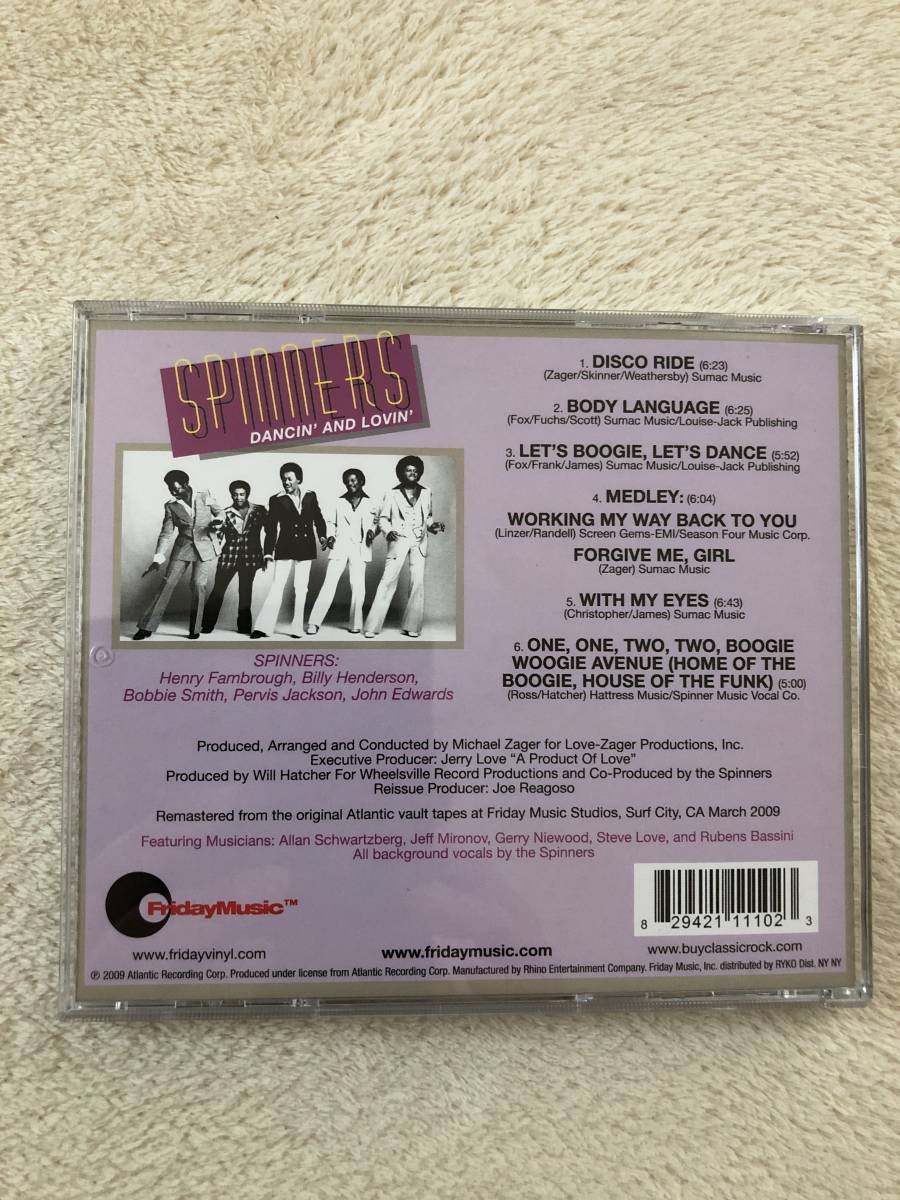 SPINNERS
DANCIN' AND LOVIN'
SPINNERS:
Henry Fambrough, Billy Henderson,
Bobbie Smith, Pervis Jackson, John Edwards
1. DISCO RIDE (6:23)
(Zager/Skinner/Weathersby) Sumac Music
2. BODY LANGUAGE (6:25)
(Fox/Fuchs/Scott) Sumac Music/Louise-Jack Publishing
3. LET'S BOOGIE, LET'S DANCE (5:52)
(Fox/Frank/James) Sumac Music/Louise-Jack Publishing
4. MEDLEY: (6:04)
WORKING MY WAY BACK TO YOU
(Linzer/Randell) Screen Gems-EMI/Season Four Music Corp.
FORGIVE ME, GIRL
(Zager) Sumac Music
5. WITH MY EYES (6:43)
(Christopher/James) Sumac Music
6. ONE, ONE, TWO, TWO, BOOGIE
WOOGIE AVENUE (HOME OF THE
BOOGIE, HOUSE OF THE FUNK) (5:00)
(Ross/Hatcher) Hattress Music/Spinner Music Vocal Co.
Produced, Arranged and Conducted by Michael Zager for Love-Zager Productions, Inc.
Executive Producer: Jerry Love "A Product Of Love"
Produced by Will Hatcher For Wheelsville Record Productions and Co-Produced by the Spinners
Reissue Producer: Joe Reagoso
Remastered from the original Atlantic vault tapes at Friday Music Studios, Surf City, CA March 2009
Featuring Musicians: Allan Schwartzberg, Jeff Mironov, Gerry Niewood, Steve Love, and Rubens Bassini
All background vocals by the Spinners
FridayMusic™
8 29421 11102 3
www.fridayvinyl.com
www.fridaymusic.com
www.buyclassicrock.com
℗ 2009 Atlantic Recording Corp. Produced under license from Atlantic Recording Corp. Manufactured by Rhino Entertainment Company. Friday Music, Inc. distributed by RYKO Dist. NY NY